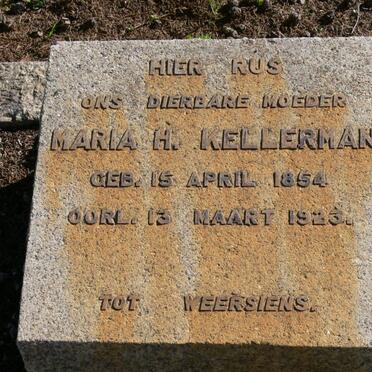 HIER RUS
ONS DIERBARE MOEDER
MARIA H. KELLERMAN
GEB. 15 APRIL 1854
OORL. 13 MAART 1923.
TOT WEERSIENS.